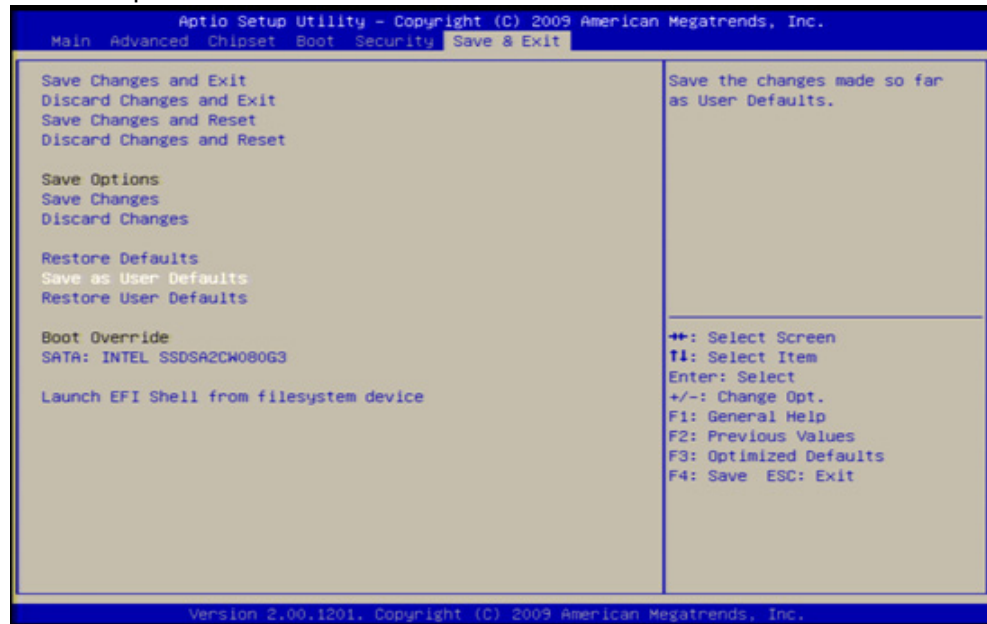 Aptio Setup Utility – Copyright (C) 2009 American Megatrends, Inc.
Main Advanced Chipset Boot Security Save & Exit
Save Changes and Exit
Discard Changes and Exit
Save Changes and Reset
Discard Changes and Reset
Save Options
Save Changes
Discard Changes
Restore Defaults
Save as User Defaults
Restore User Defaults
Boot Override
SATA: INTEL SSDSA2CW080G3
Launch EFI Shell from filesystem device
Save the changes made so far
as User Defaults.
→←: Select Screen
↑↓: Select Item
Enter: Select
+/-: Change Opt.
F1: General Help
F2: Previous Values
F3: Optimized Defaults
F4: Save ESC: Exit
Version 2.00.1201. Copyright (C) 2009 American Megatrends, Inc.